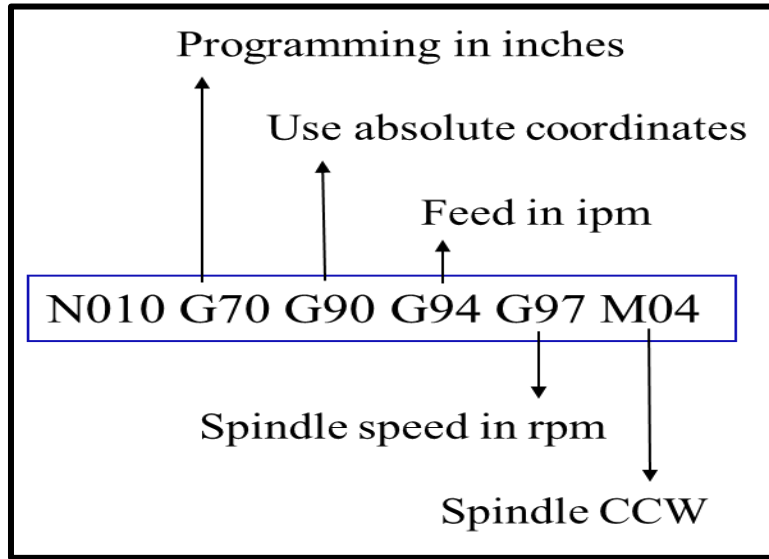 Programming in inches
Use absolute coordinates
Feed in ipm
N010 G70 G90 G94 G97 M04
Spindle speed in rpm
Spindle CCW